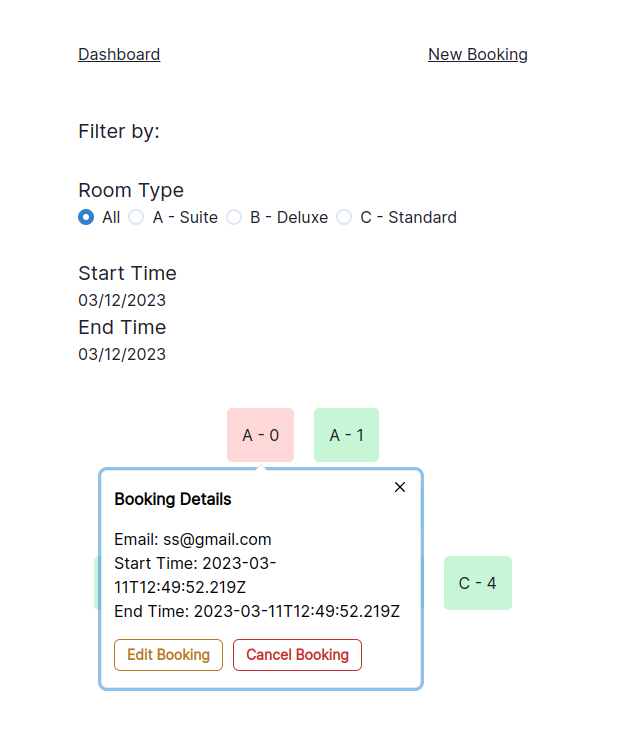 Dashboard New Booking
Filter by:
Room Type
All A - Suite B - Deluxe C - Standard
Start Time
03/12/2023
End Time
03/12/2023
A - 0 A - 1
Booking Details
Email: ss@gmail.com
Start Time: 2023-03-
11T12:49:52.219Z
End Time: 2023-03-11T12:49:52.219Z
C - 4
Edit Booking Cancel Booking